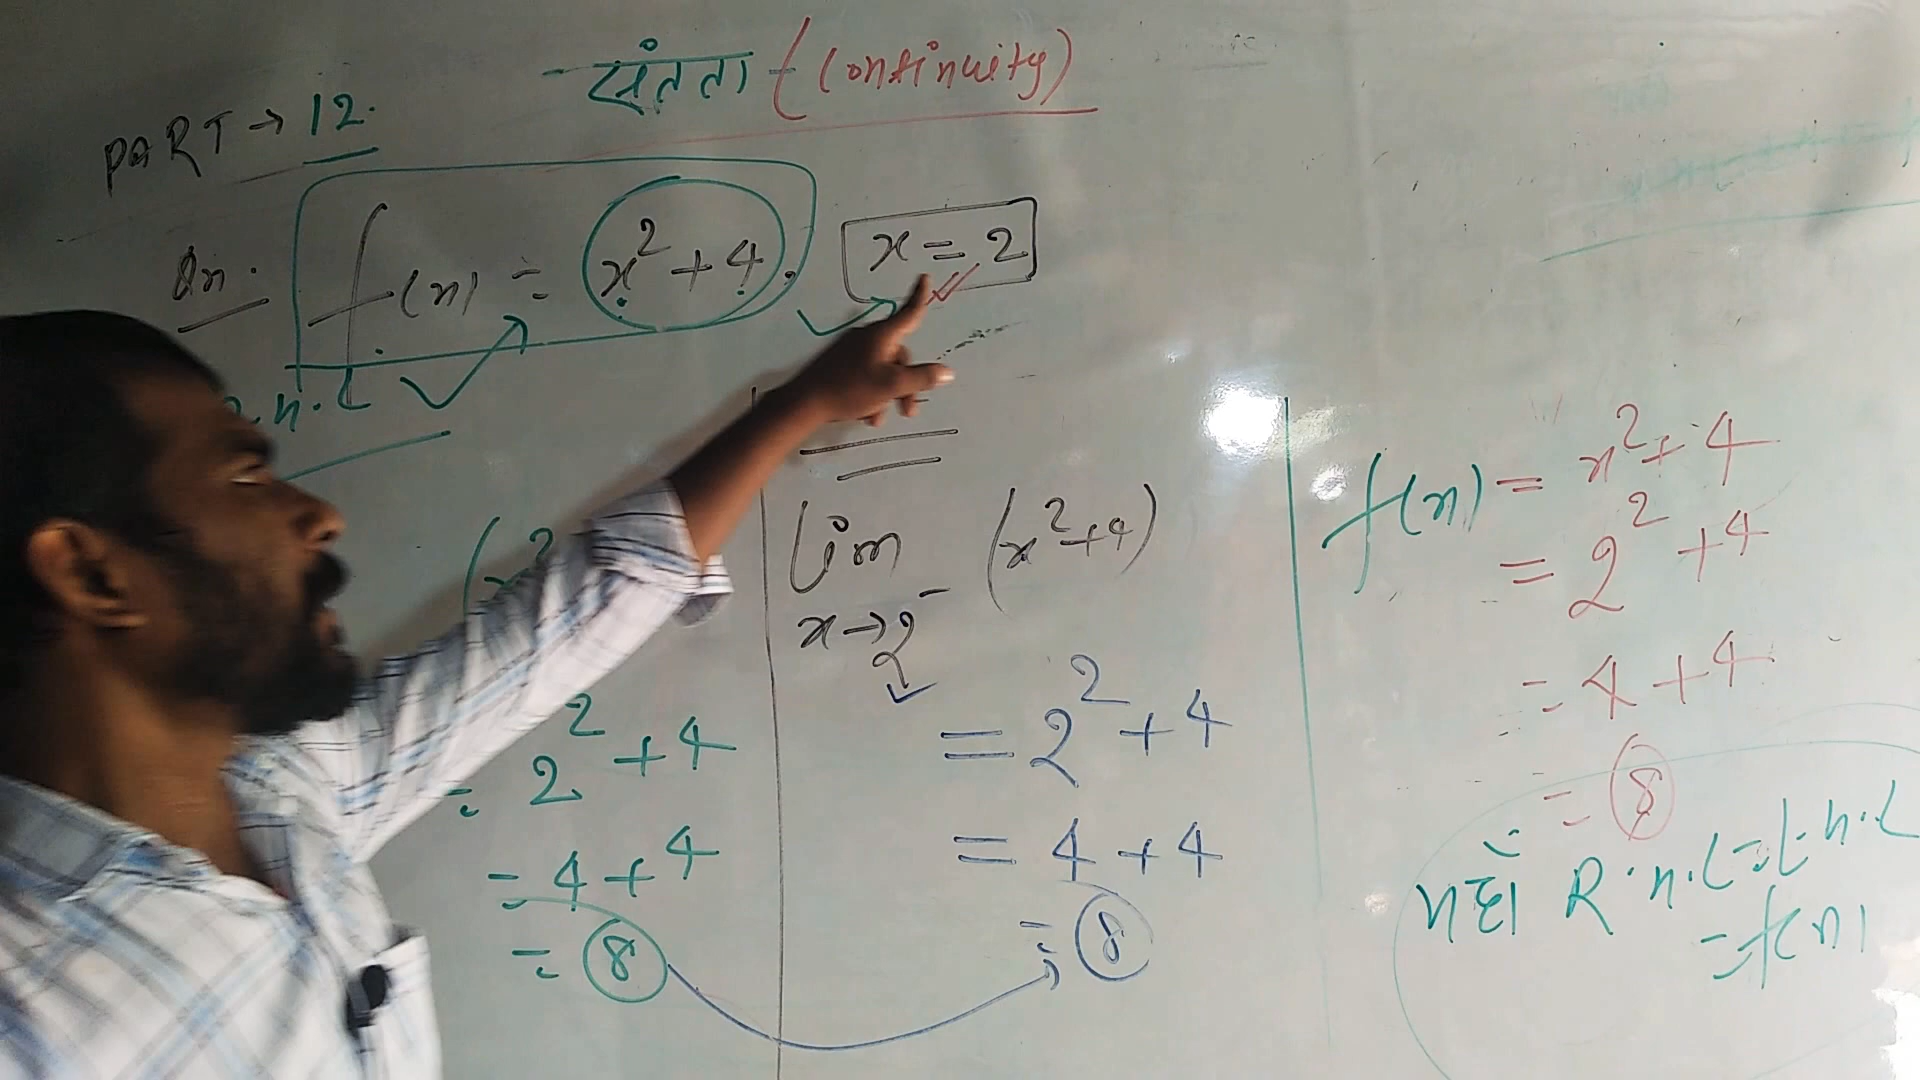 संतता (Continuity)
PART → 12.
Qn. f(x) = x² + 4, x = 2
.H.L
lim (x²+4)
x→2⁻
= 2² + 4
= 4 + 4
= 8
= 2² + 4
= 4 + 4
= 8
f(x) = x² + 4
= 2² + 4
= 4 + 4
= 8
यहाँ R.H.L = L.H.L
= f(x)